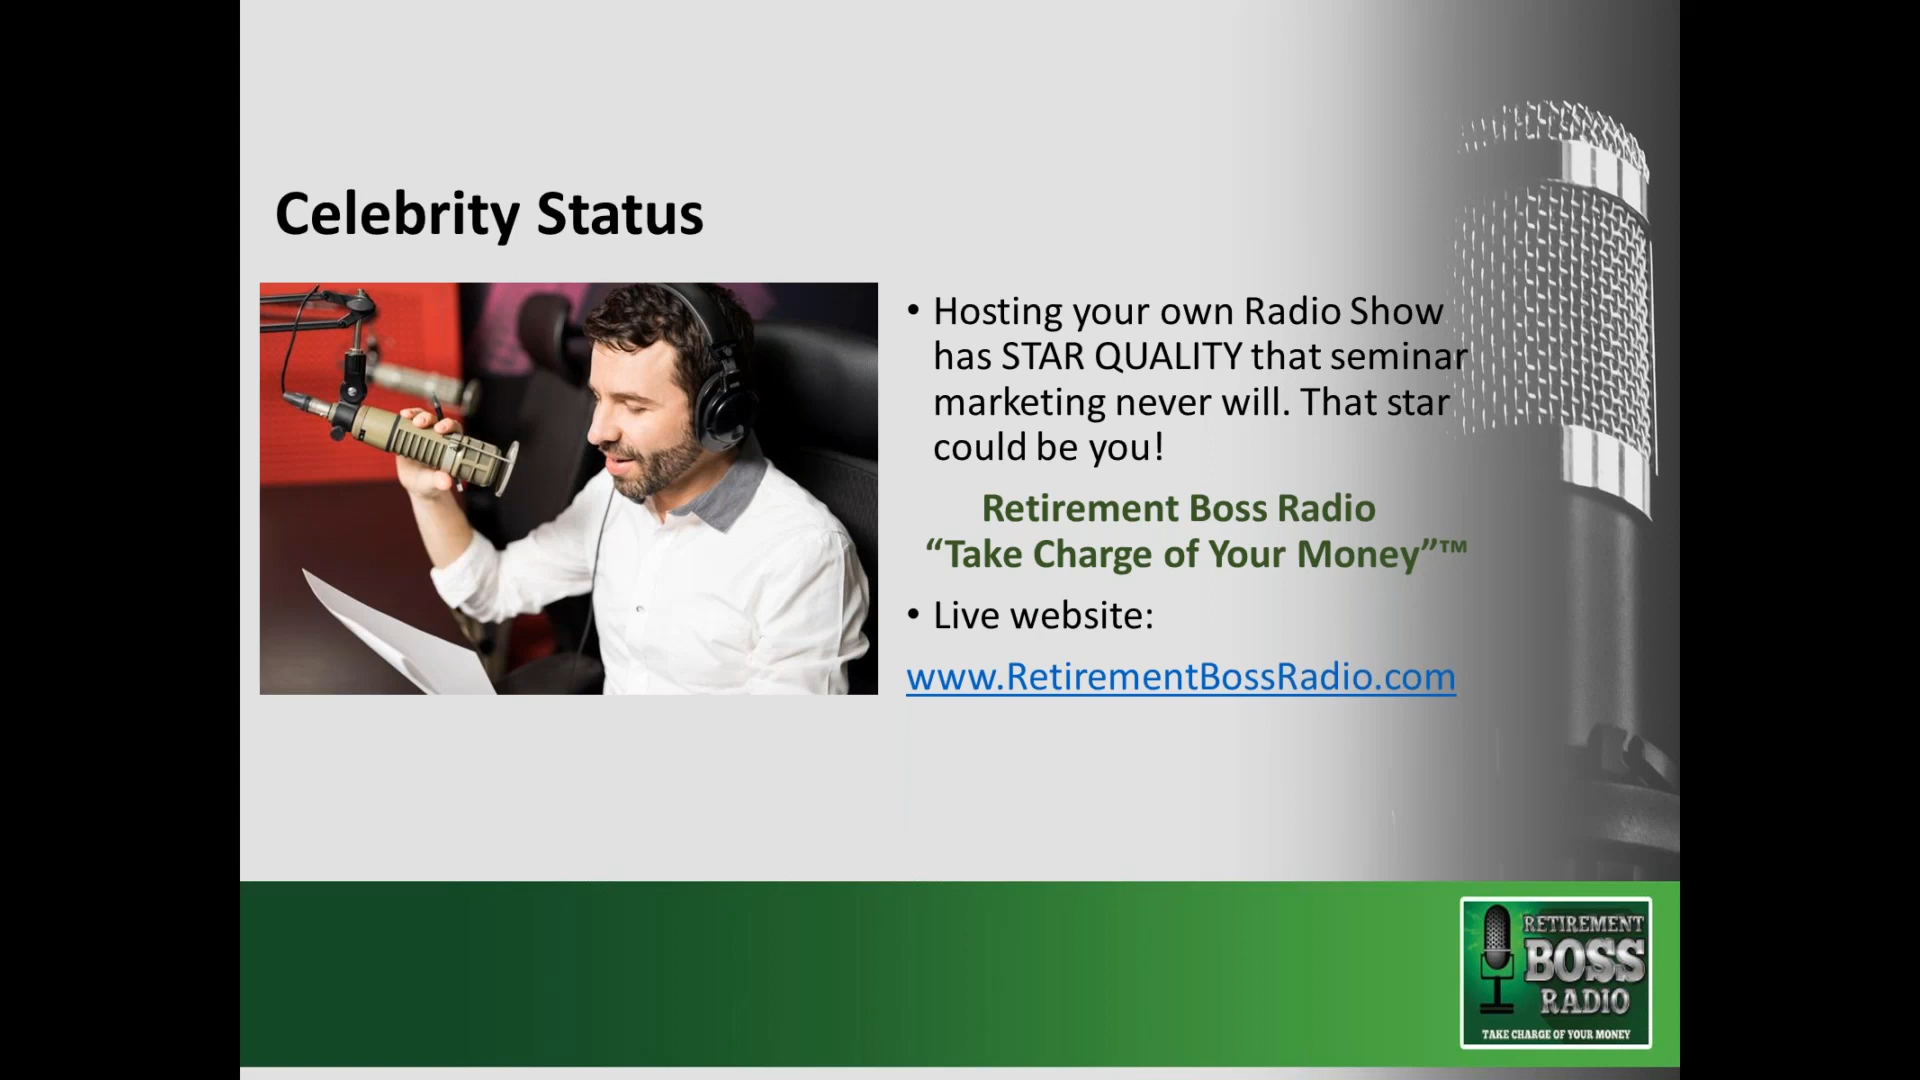 Celebrity Status
• Hosting your own Radio Show
has STAR QUALITY that seminar
marketing never will. That star
could be you!
Retirement Boss Radio
“Take Charge of Your Money”™
• Live website:
www.RetirementBossRadio.com
RETIREMENT
BOSS
RADIO
TAKE CHARGE OF YOUR MONEY